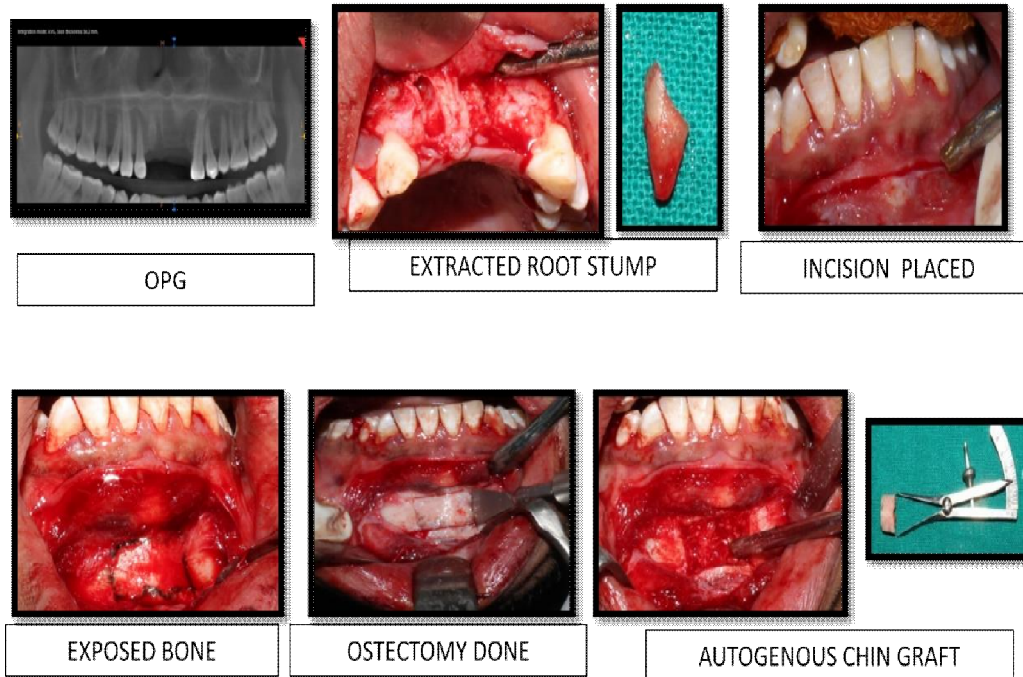 OPG
EXTRACTED ROOT STUMP
INCISION PLACED
EXPOSED BONE
OSTECTOMY DONE
AUTOGENOUS CHIN GRAFT